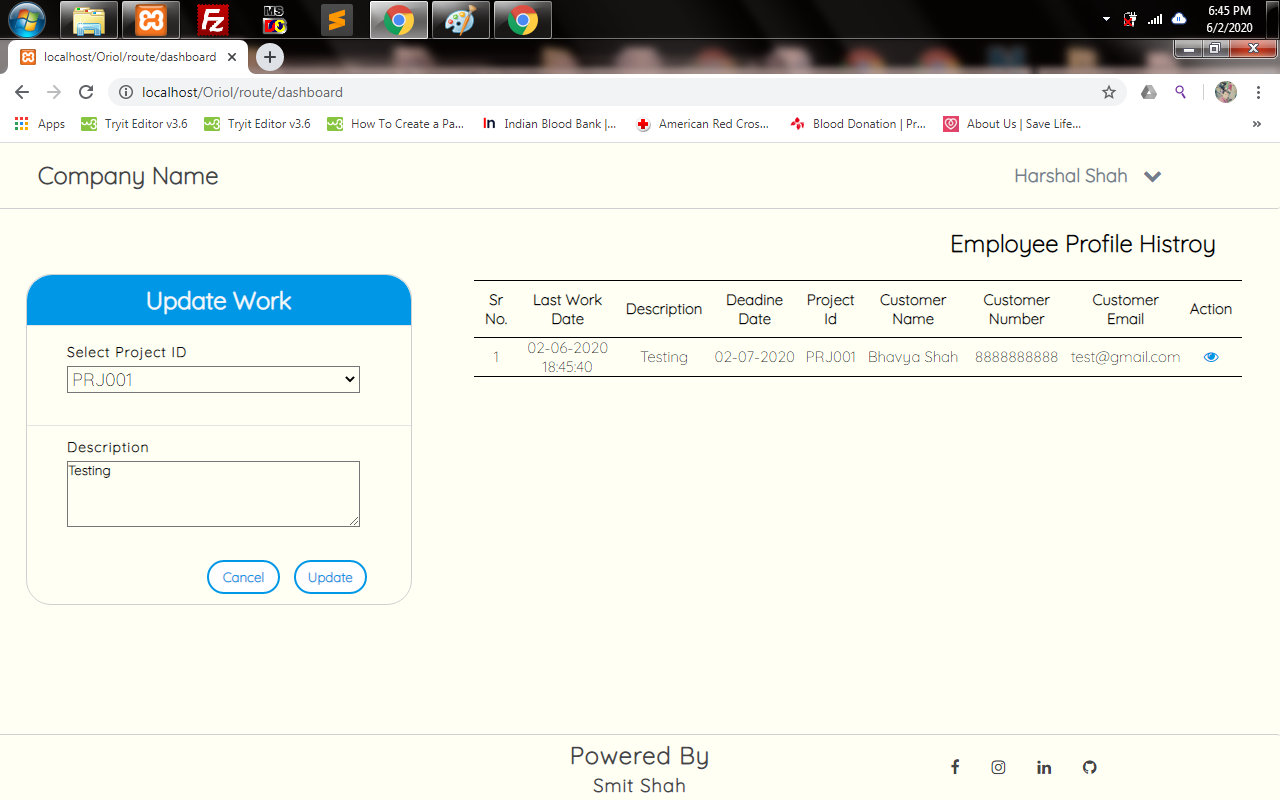 MS
6:45 PM
6/2/2020
localhost/Oriol/route/dashboard
localhost/Oriol/route/dashboard
Apps Tryit Editor v3.6 Tryit Editor v3.6 How To Create a Pa... Indian Blood Bank |... American Red Cros... Blood Donation | Pr... About Us | Save Life...
Company Name
Harshal Shah
Employee Profile Histroy
Update Work
Select Project ID
PRJ001
Description
Testing
Cancel Update
Sr No. Last Work Date Description Deadine Date Project Id Customer Name Customer Number Customer Email Action
1 02-06-2020 18:45:40 Testing 02-07-2020 PRJ001 Bhavya Shah 8888888888 test@gmail.com
Powered By
Smit Shah